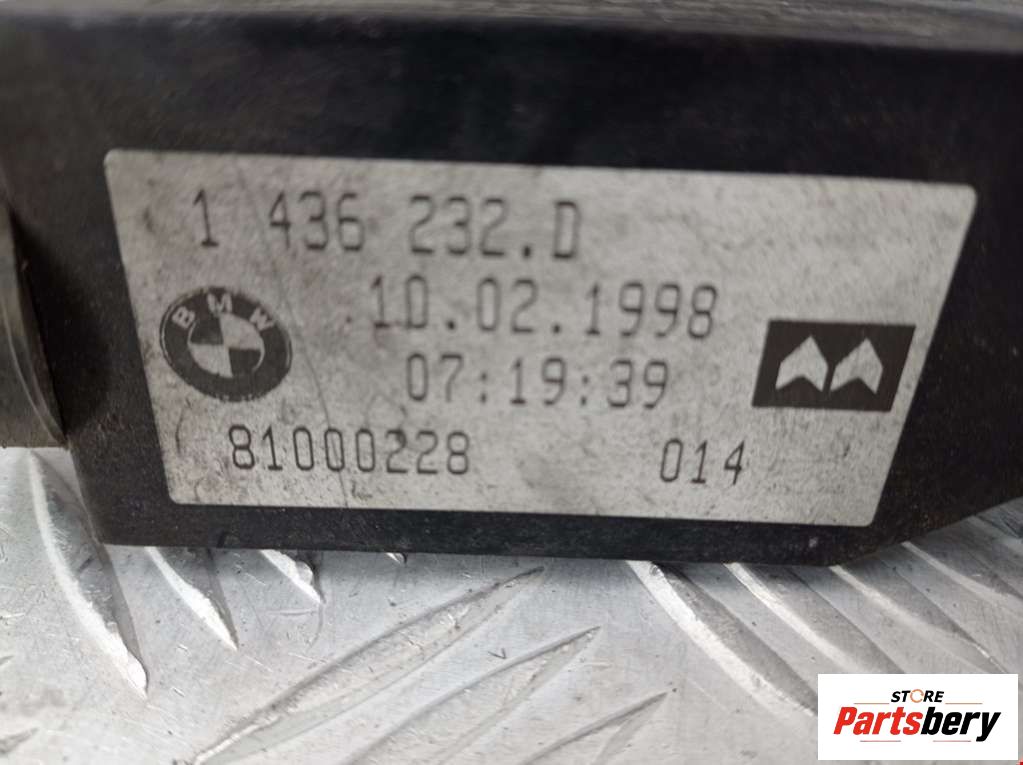 1 436 232.D
10.02.1998
BMW
07:19:39
81000228 014
STORE
Partsbery